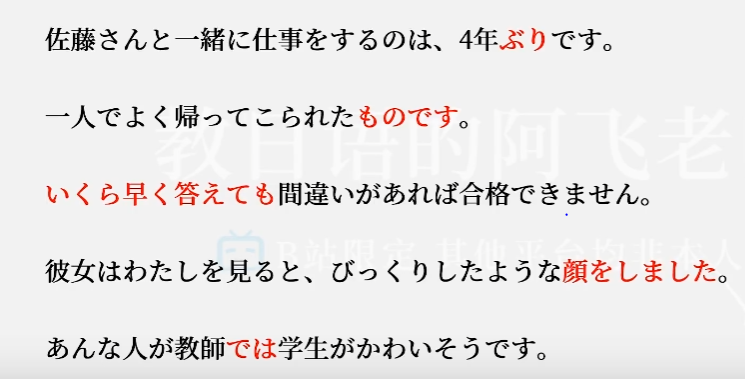 佐藤さんと一緒に仕事をするのは、4年ぶりです。
一人でよく帰ってこられたものです。
教日语的阿飞老
いくら早く答えても間違いがあれば合格できません。
B站限定 其他平台均非本人
彼女はわたしを見ると、びっくりしたような顔をしました。
あんな人が教師では学生がかわいそうです。